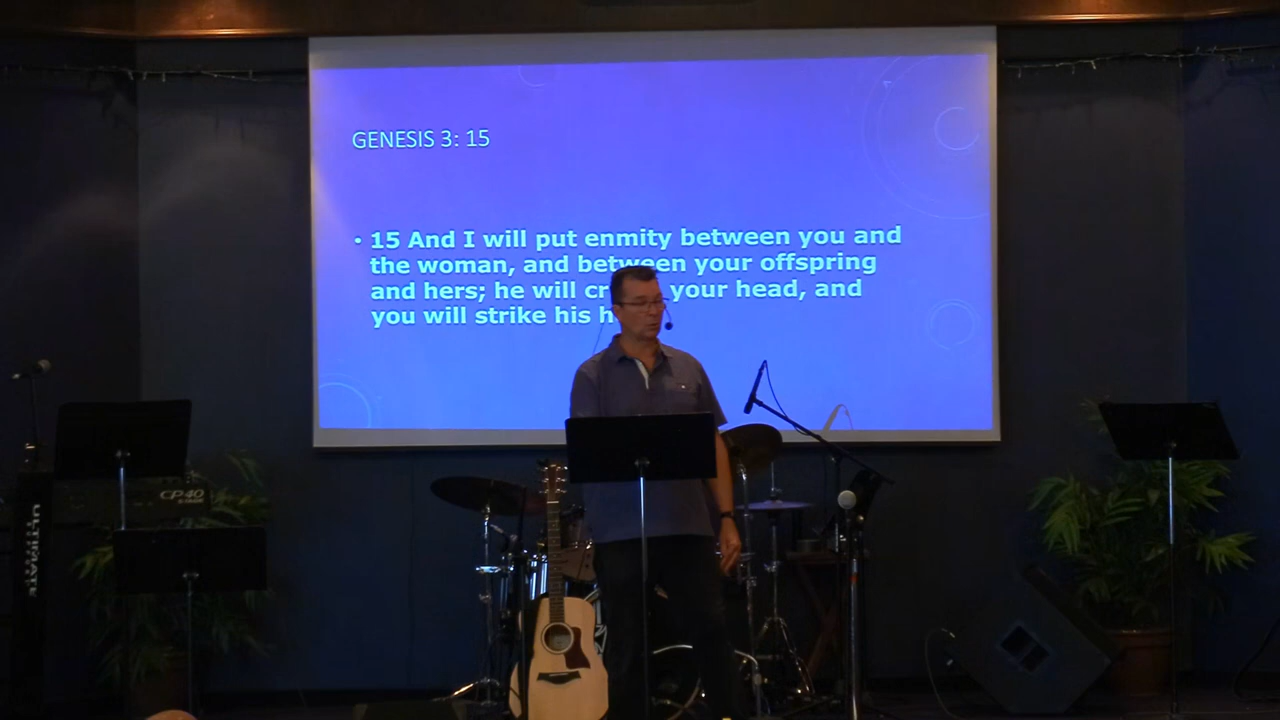 GENESIS 3: 15
• 15 And I will put enmity between you and
the woman, and between your offspring
and hers; he will your head, and
you will strike his
CP40
ULTIMATE